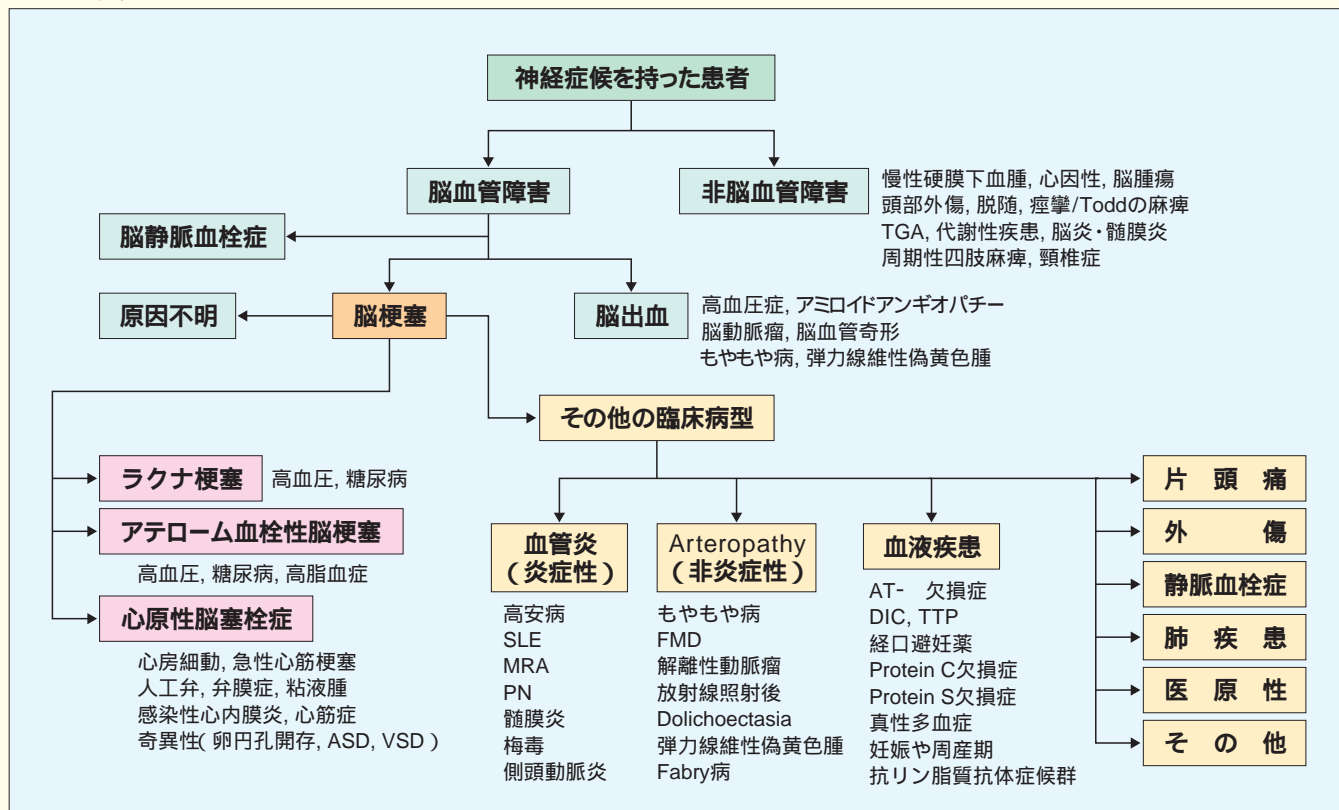 神経症候を持った患者
脳血管障害
非脳血管障害
慢性硬膜下血腫, 心因性, 脳腫瘍
頭部外傷, 脱随, 痙攣/Toddの麻痺
TGA, 代謝性疾患, 脳炎・髄膜炎
周期性四肢麻痺, 頸椎症
脳静脈血栓症
原因不明
脳梗塞
脳出血
高血圧症, アミロイドアンギオパチー
脳動脈瘤, 脳血管奇形
もやもや病, 弾力線維性偽黄色腫
その他の臨床病型
ラクナ梗塞
高血圧, 糖尿病
アテローム血栓性脳梗塞
高血圧, 糖尿病, 高脂血症
心原性脳塞栓症
心房細動, 急性心筋梗塞
人工弁, 弁膜症, 粘液腫
感染性心内膜炎, 心筋症
奇異性(卵円孔開存, ASD, VSD)
血管炎
(炎症性)
高安病
SLE
MRA
PN
髄膜炎
梅毒
側頭動脈炎
Arteropathy
(非炎症性)
もやもや病
FMD
解離性動脈瘤
放射線照射後
Dolichoectasia
弾力線維性偽黄色腫
Fabry病
血液疾患
AT- 欠損症
DIC, TTP
経口避妊薬
Protein C欠損症
Protein S欠損症
真性多血症
妊娠や周産期
抗リン脂質抗体症候群
片頭痛
外傷
静脈血栓症
肺疾患
医原性
その他